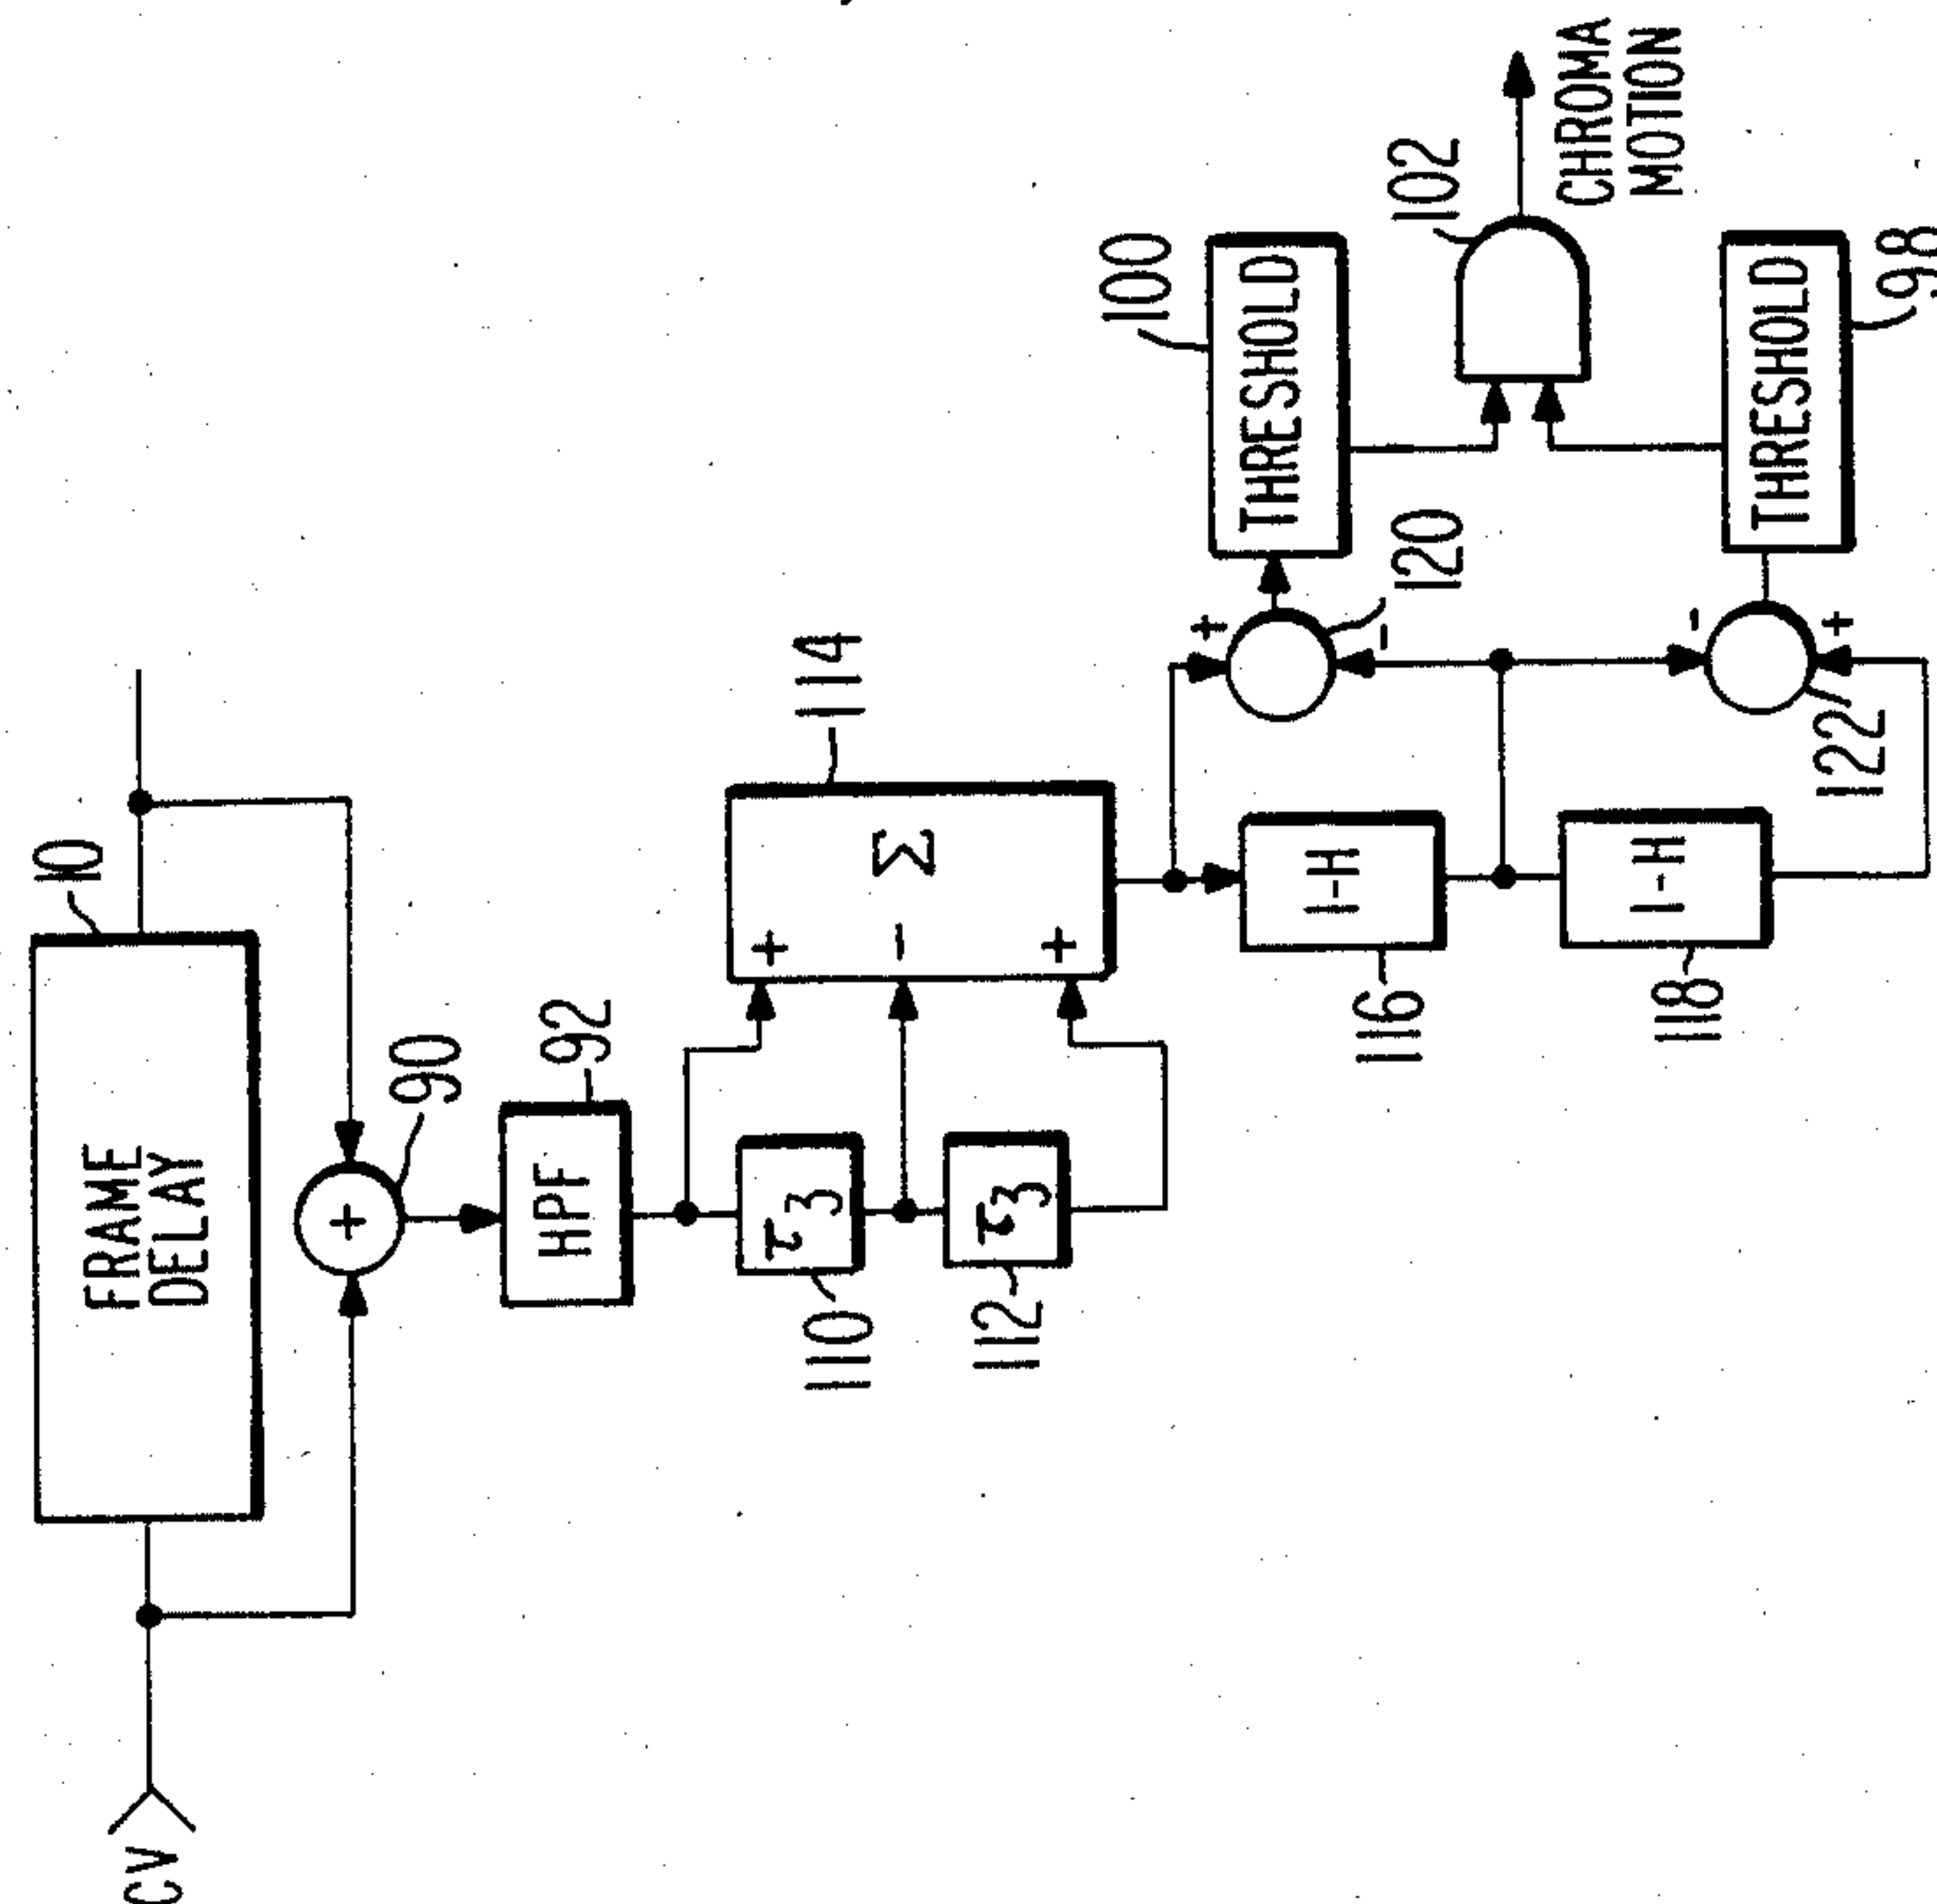 CV
FRAME
DELAY
10
+
90
HPF
92
τ3
110
τ3
112
+
-
+
Σ
114
1-H
116
1-H
118
+
-
120
-
+
122
THRESHOLD
100
THRESHOLD
98
102
CHROMA
MOTION